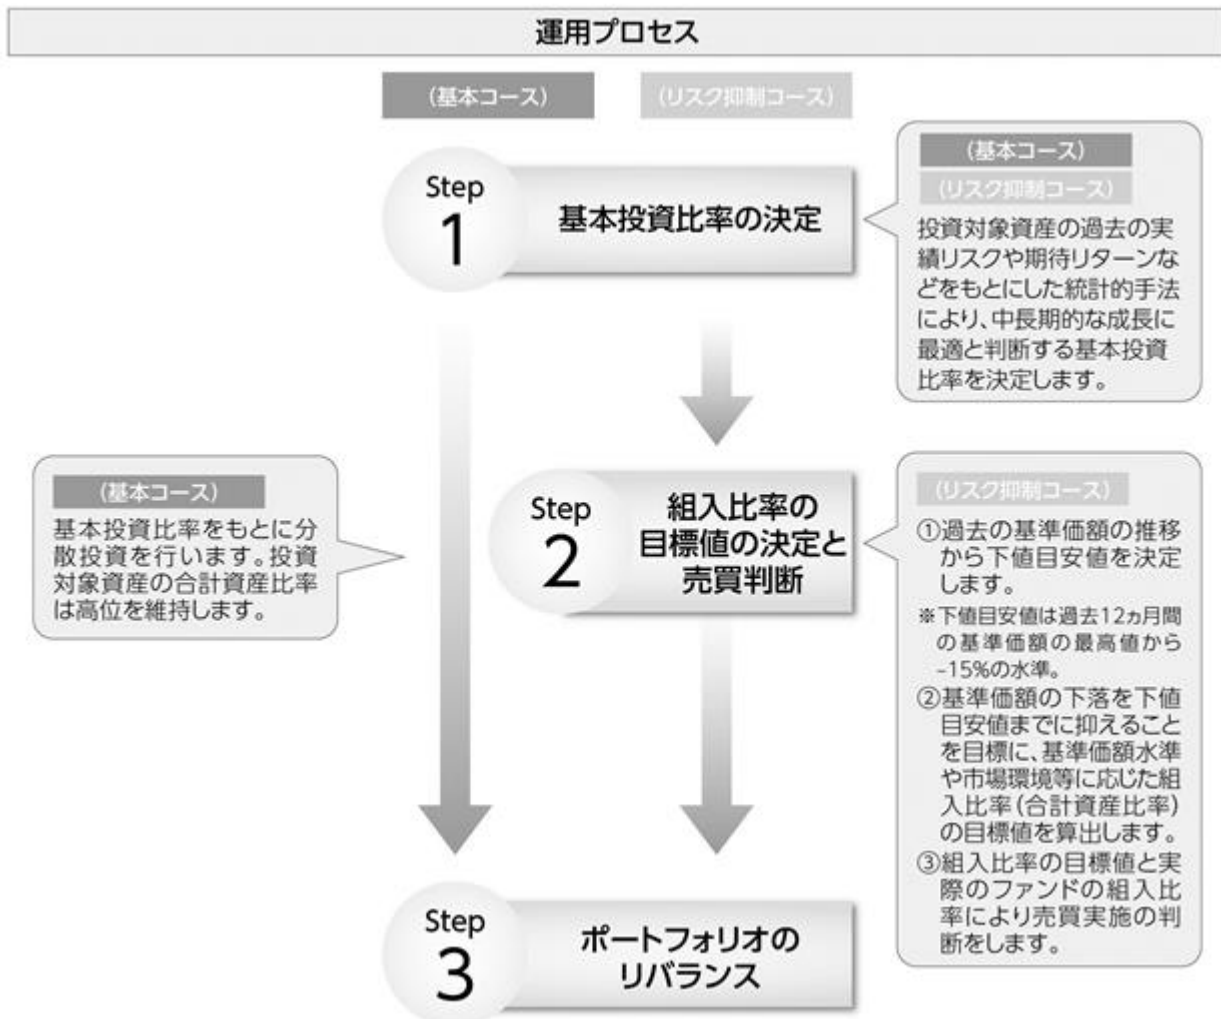 運用プロセス
(基本コース)
(リスク抑制コース)
Step
1
基本投資比率の決定
(基本コース)
(リスク抑制コース)
投資対象資産の過去の実
績リスクや期待リターンな
どをもとにした統計的手法
により、中長期的な成長に
最適と判断する基本投資
比率を決定します。
(基本コース)
基本投資比率をもとに分
散投資を行います。投資
対象資産の合計資産比率
は高位を維持します。
Step
2
組入比率の
目標値の決定と
売買判断
(リスク抑制コース)
①過去の基準価額の推移
から下値目安値を決定
します。
※下値目安値は過去12ヵ月間
の基準価額の最高値から
-15%の水準。
②基準価額の下落を下値
目安値までに抑えること
を目標に、基準価額水準
や市場環境等に応じた組
入比率(合計資産比率)
の目標値を算出します。
③組入比率の目標値と実
際のファンドの組入比
率により売買実施の判
断をします。
Step
3
ポートフォリオの
リバランス